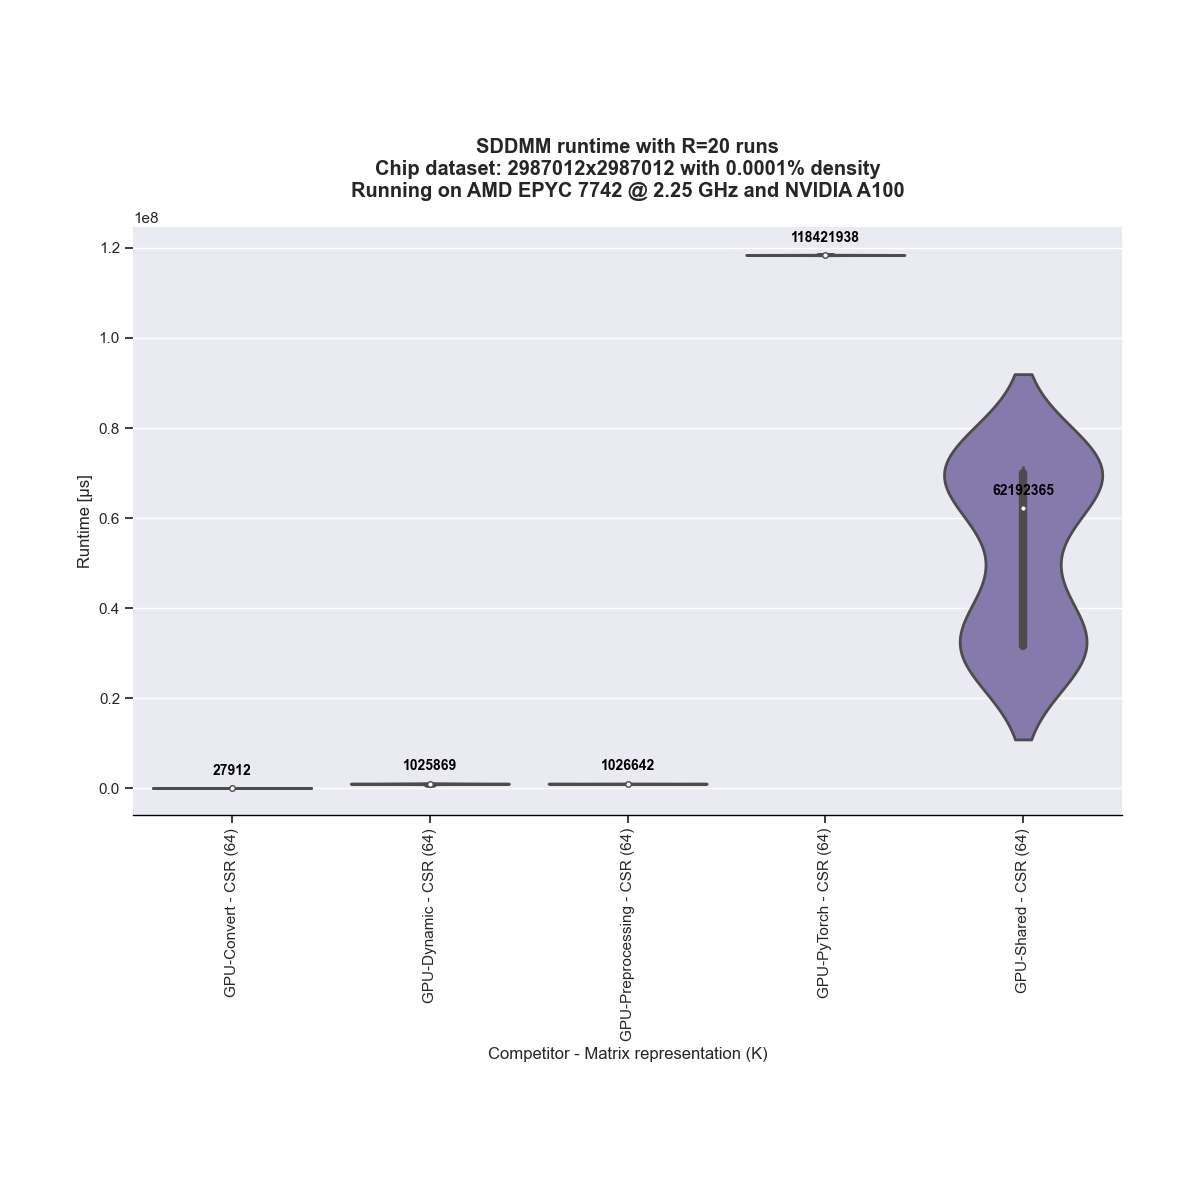 SDDMM runtime with R=20 runs
Chip dataset: 2987012x2987012 with 0.0001% density
Running on AMD EPYC 7742 @ 2.25 GHz and NVIDIA A100
1e8
1.2
1.0
0.8
0.6
0.4
0.2
0.0
Runtime [μs]
27912
1025869
1026642
118421938
62192365
GPU-Convert - CSR (64)
GPU-Dynamic - CSR (64)
GPU-Preprocessing - CSR (64)
GPU-PyTorch - CSR (64)
GPU-Shared - CSR (64)
Competitor - Matrix representation (K)